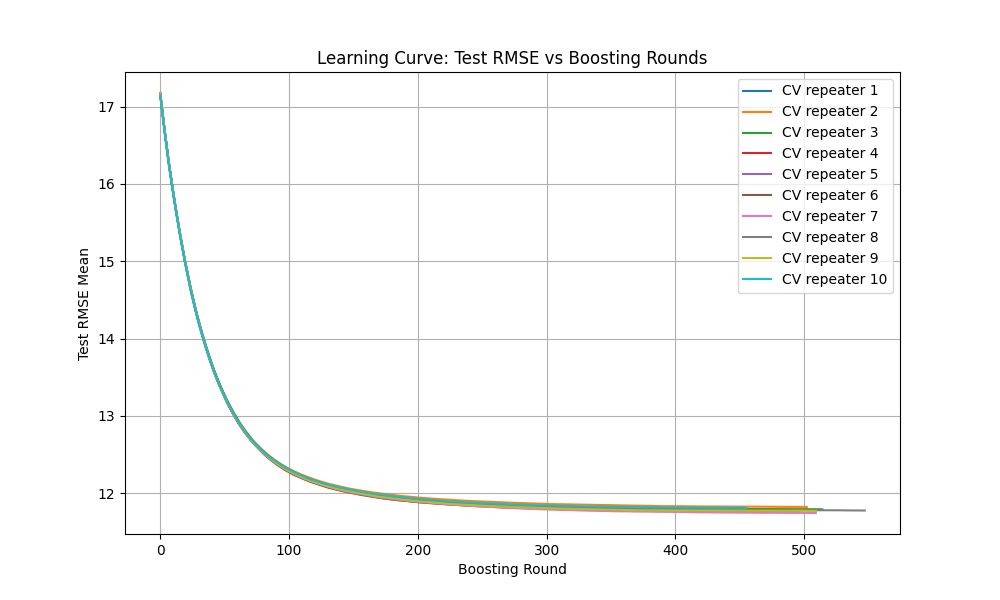 Learning Curve: Test RMSE vs Boosting Rounds
CV repeater 1
CV repeater 2
CV repeater 3
CV repeater 4
CV repeater 5
CV repeater 6
CV repeater 7
CV repeater 8
CV repeater 9
CV repeater 10
Test RMSE Mean
17
16
15
14
13
12
0 100 200 300 400 500
Boosting Round